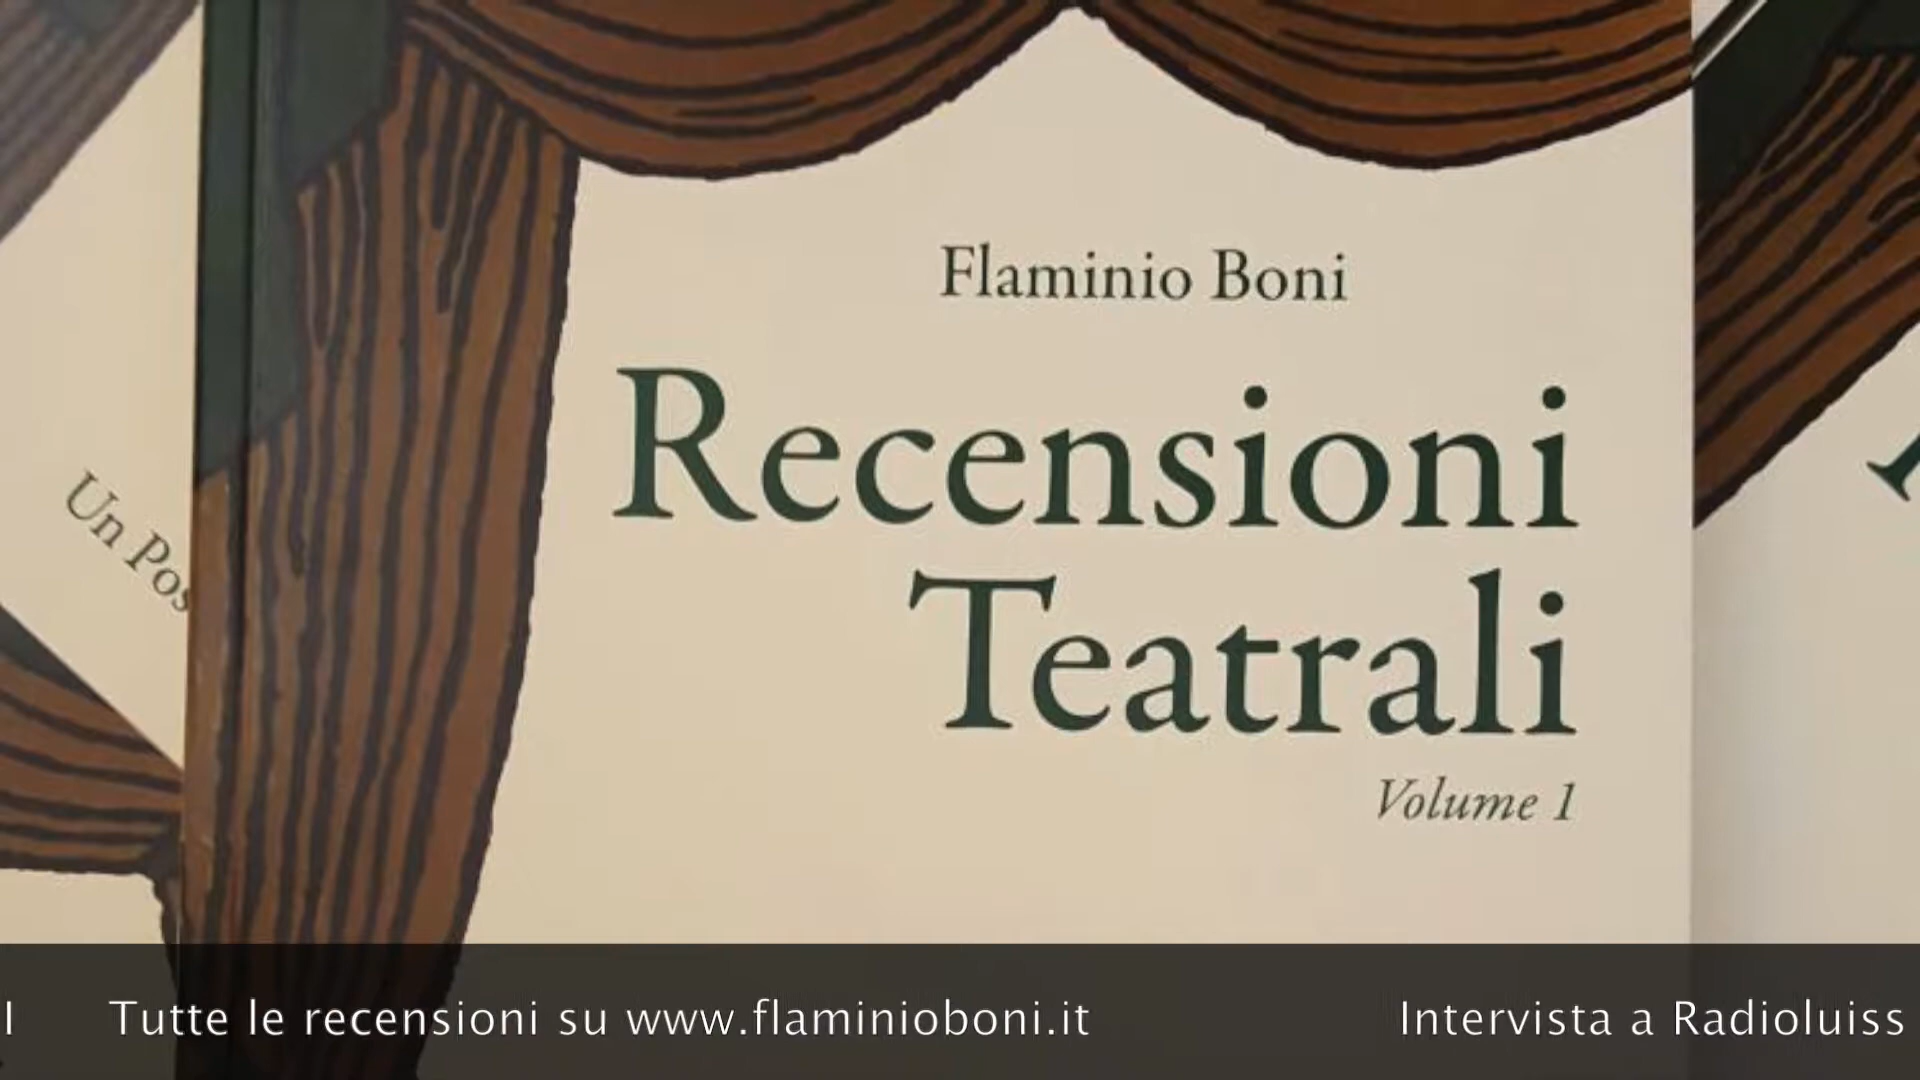 Flaminio Boni
Recensioni
Teatrali
Volume 1
Un Pos
Tutte le recensioni su www.flaminioboni.it
Intervista a Radioluiss